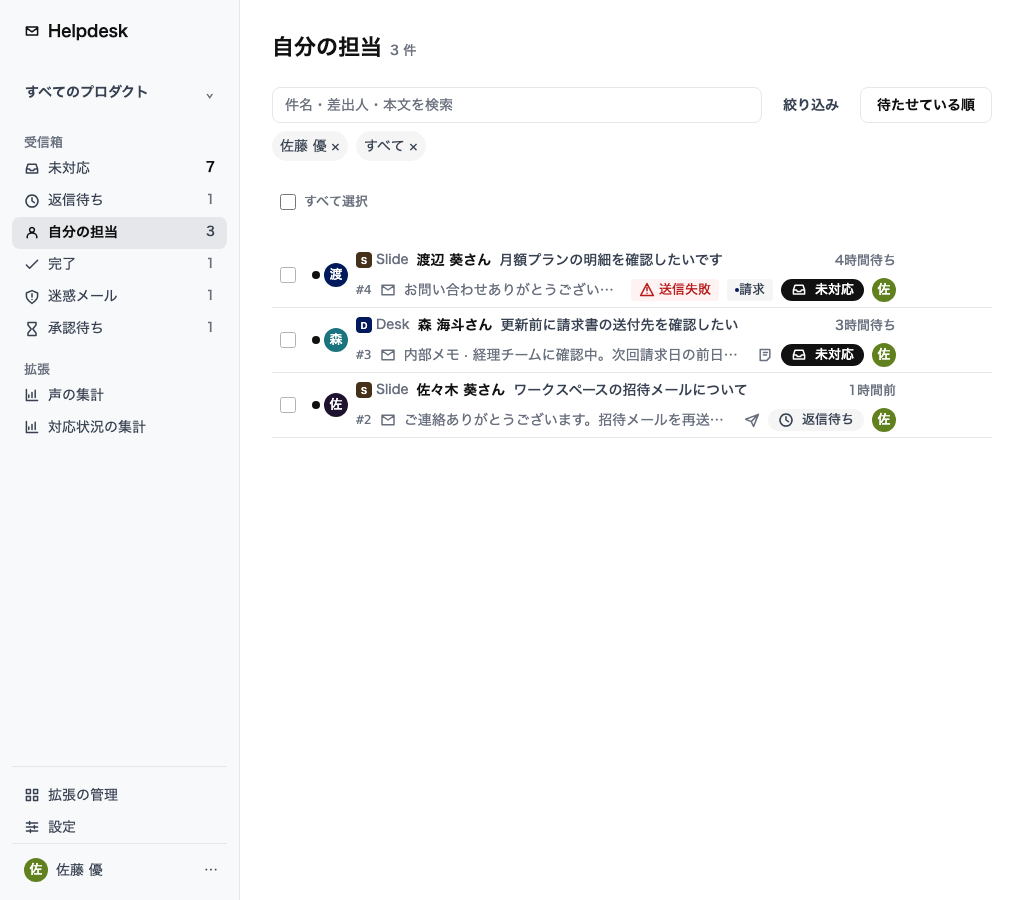 Helpdesk
すべてのプロダクト
受信箱
未対応 7
返信待ち 1
自分の担当 3
完了 1
迷惑メール 1
承認待ち 1
拡張
声の集計
対応状況の集計
拡張の管理
設定
佐 佐藤 優 …
自分の担当 3 件
件名・差出人・本文を検索 絞り込み 待たせている順
佐藤 優 × すべて ×
すべて選択
渡 S Slide 渡辺 葵さん 月額プランの明細を確認したいです 4時間待ち
#4 お問い合わせありがとうござい… 送信失敗 •請求 未対応 佐
森 D Desk 森 海斗さん 更新前に請求書の送付先を確認したい 3時間待ち
#3 内部メモ · 経理チームに確認中。次回請求日の前日… 未対応 佐
佐 S Slide 佐々木 葵さん ワークスペースの招待メールについて 1時間前
#2 ご連絡ありがとうございます。招待メールを再送… 返信待ち 佐